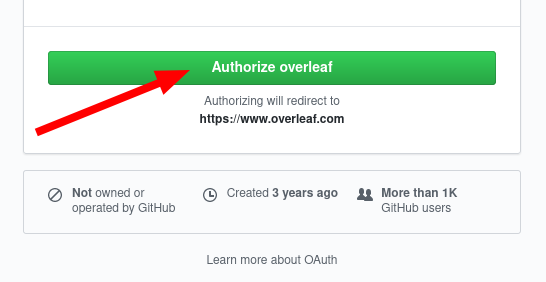 Authorize overleaf
Authorizing will redirect to
https://www.overleaf.com
Not owned or
operated by GitHub
Created 3 years ago
More than 1K
GitHub users
Learn more about OAuth